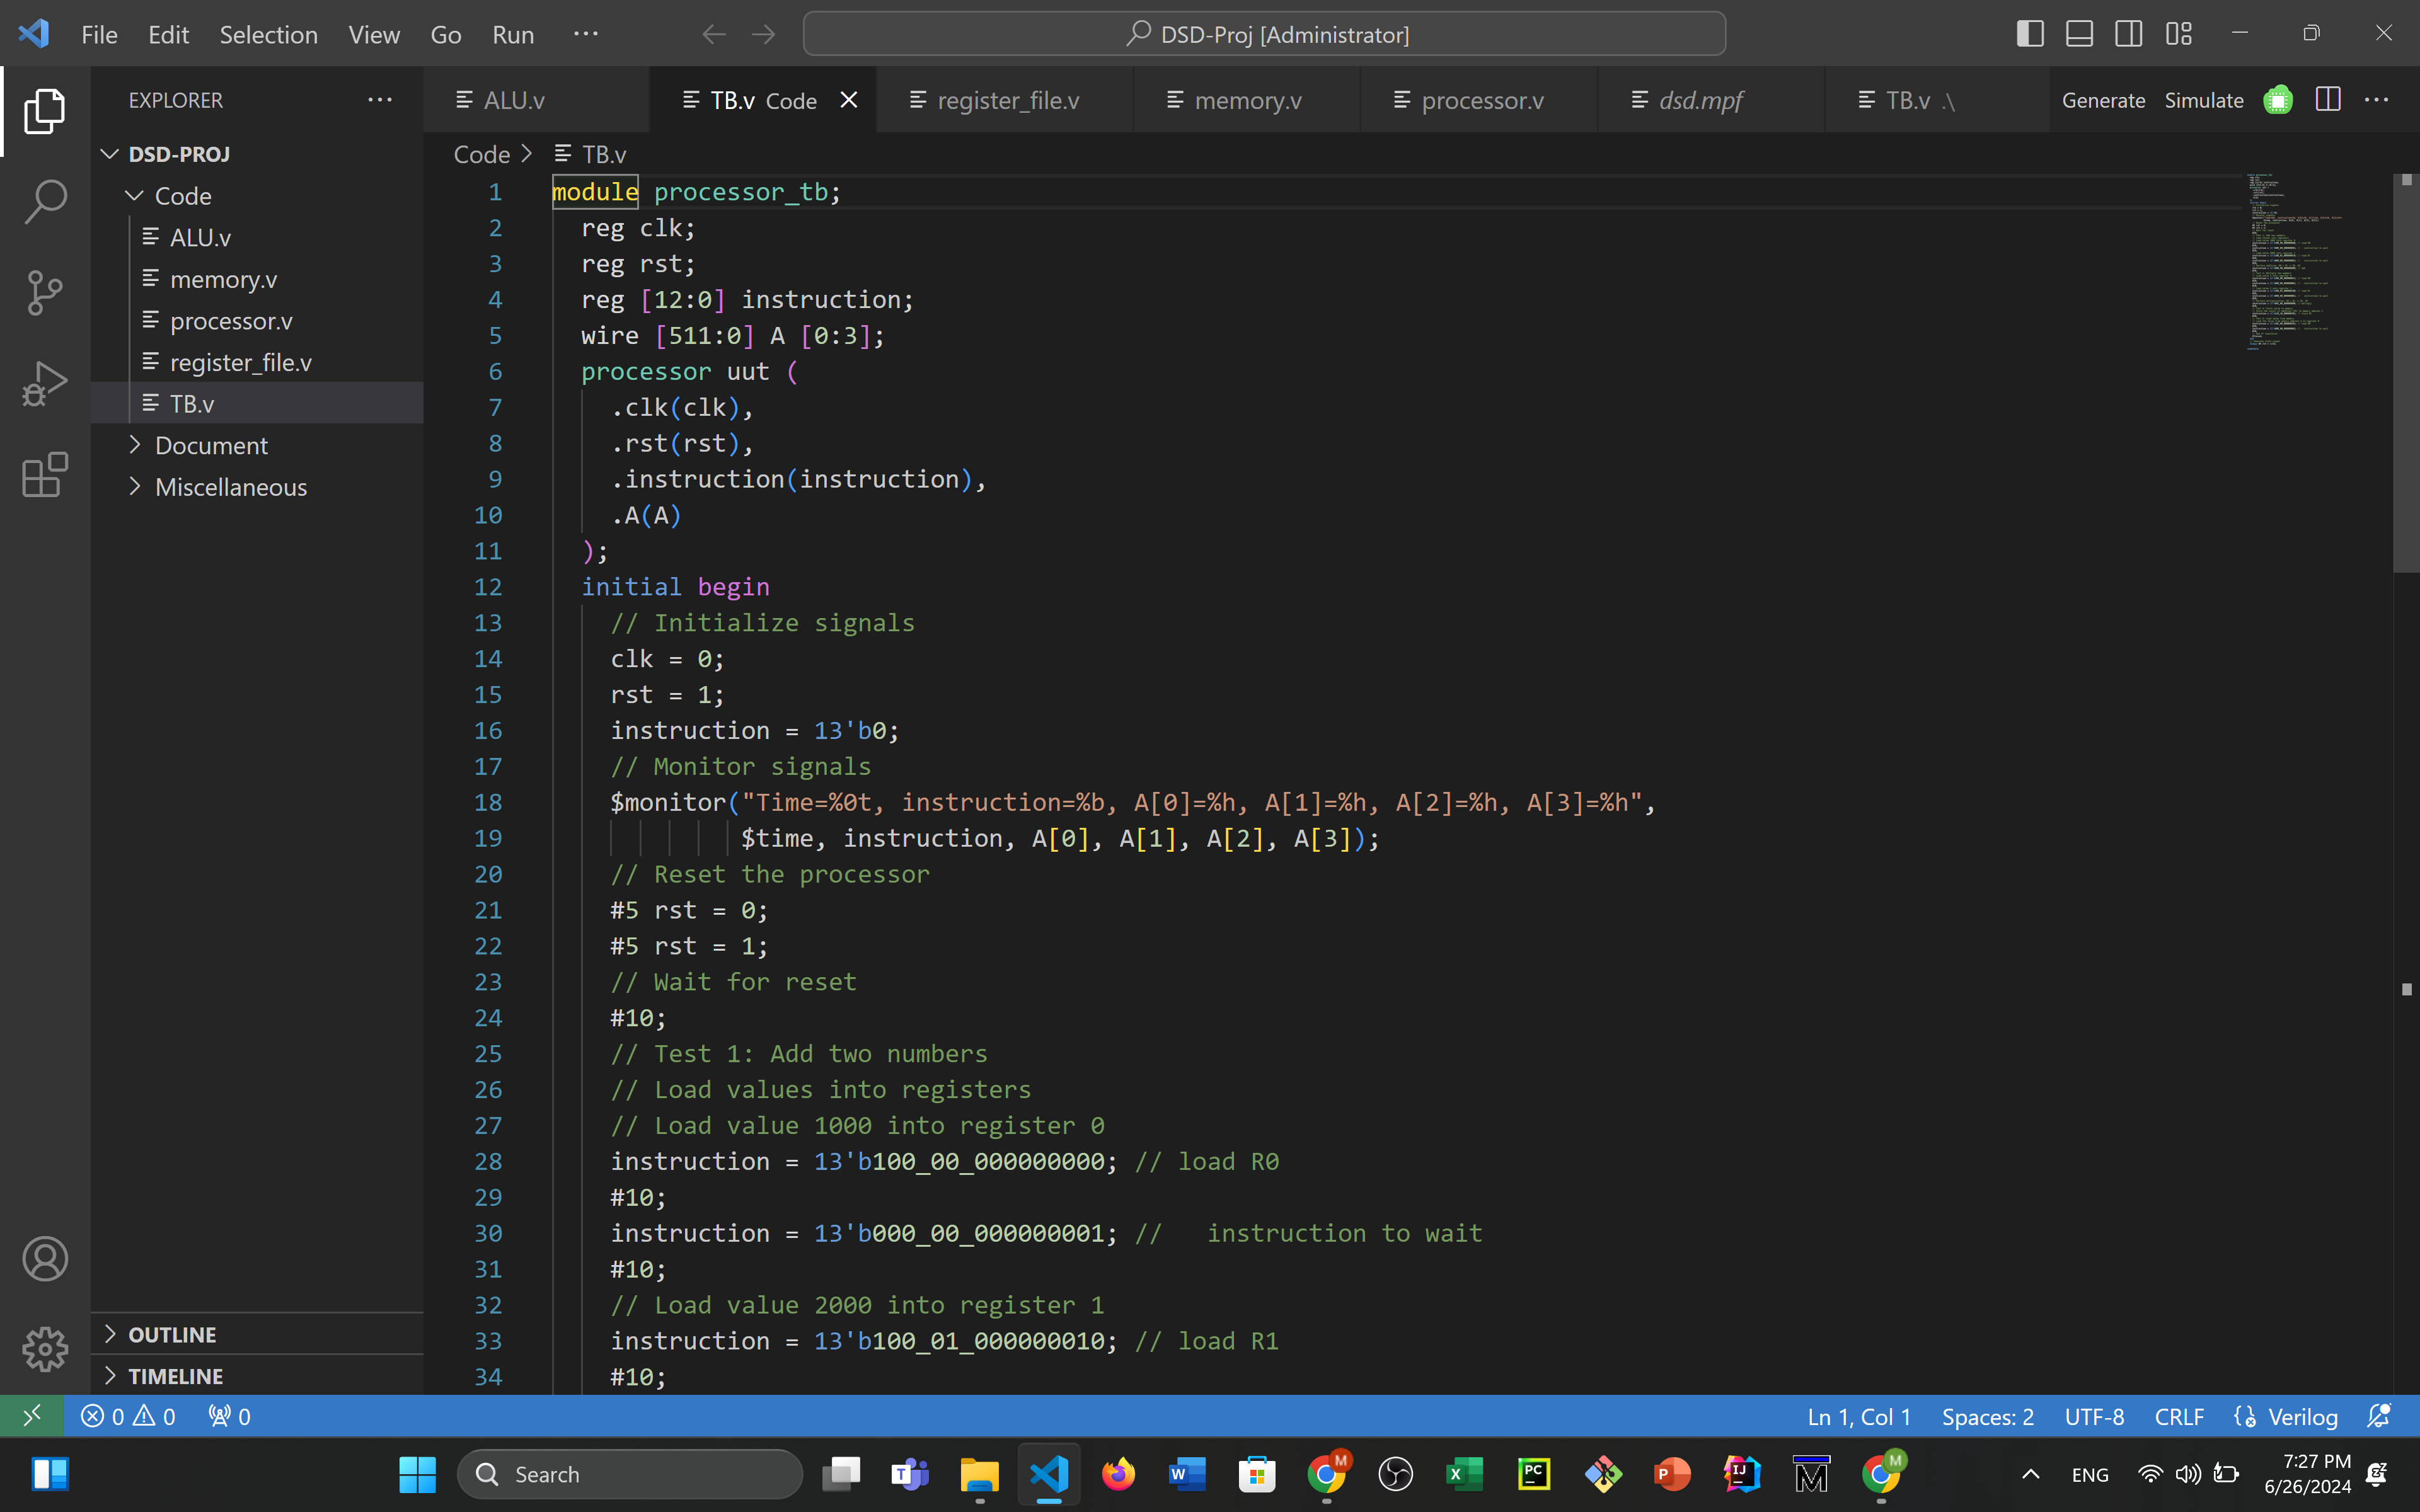 File Edit Selection View Go Run ...
DSD-Proj [Administrator]
EXPLORER
DSD-PROJ
Code
ALU.v
memory.v
processor.v
register_file.v
TB.v
Document
Miscellaneous
OUTLINE
TIMELINE
ALU.v
TB.v Code
register_file.v
memory.v
processor.v
dsd.mpf
TB.v .\
Generate Simulate
Code > TB.v
1 module processor_tb;
2 reg clk;
3 reg rst;
4 reg [12:0] instruction;
5 wire [511:0] A [0:3];
6 processor uut (
7 .clk(clk),
8 .rst(rst),
9 .instruction(instruction),
10 .A(A)
11 );
12 initial begin
13 // Initialize signals
14 clk = 0;
15 rst = 1;
16 instruction = 13'b0;
17 // Monitor signals
18 $monitor("Time=%0t, instruction=%b, A[0]=%h, A[1]=%h, A[2]=%h, A[3]=%h",
19 $time, instruction, A[0], A[1], A[2], A[3]);
20 // Reset the processor
21 #5 rst = 0;
22 #5 rst = 1;
23 // Wait for reset
24 #10;
25 // Test 1: Add two numbers
26 // Load values into registers
27 // Load value 1000 into register 0
28 instruction = 13'b100_00_000000000; // load R0
29 #10;
30 instruction = 13'b000_00_000000001; //   instruction to wait
31 #10;
32 // Load value 2000 into register 1
33 instruction = 13'b100_01_000000010; // load R1
34 #10;
0 0 0
Ln 1, Col 1 Spaces: 2 UTF-8 CRLF Verilog
Search
ENG
7:27 PM
6/26/2024